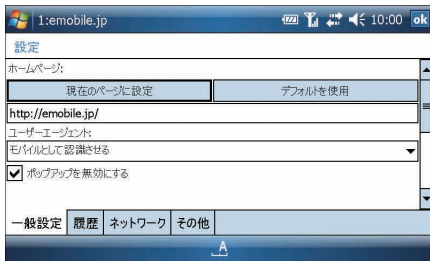 1:emobile.jp 10:00 ok
設定
ホームページ:
現在のページに設定 デフォルトを使用
http://emobile.jp/
ユーザーエージェント:
モバイルとして認識させる
ポップアップを無効にする
一般設定 履歴 ネットワーク その他
A